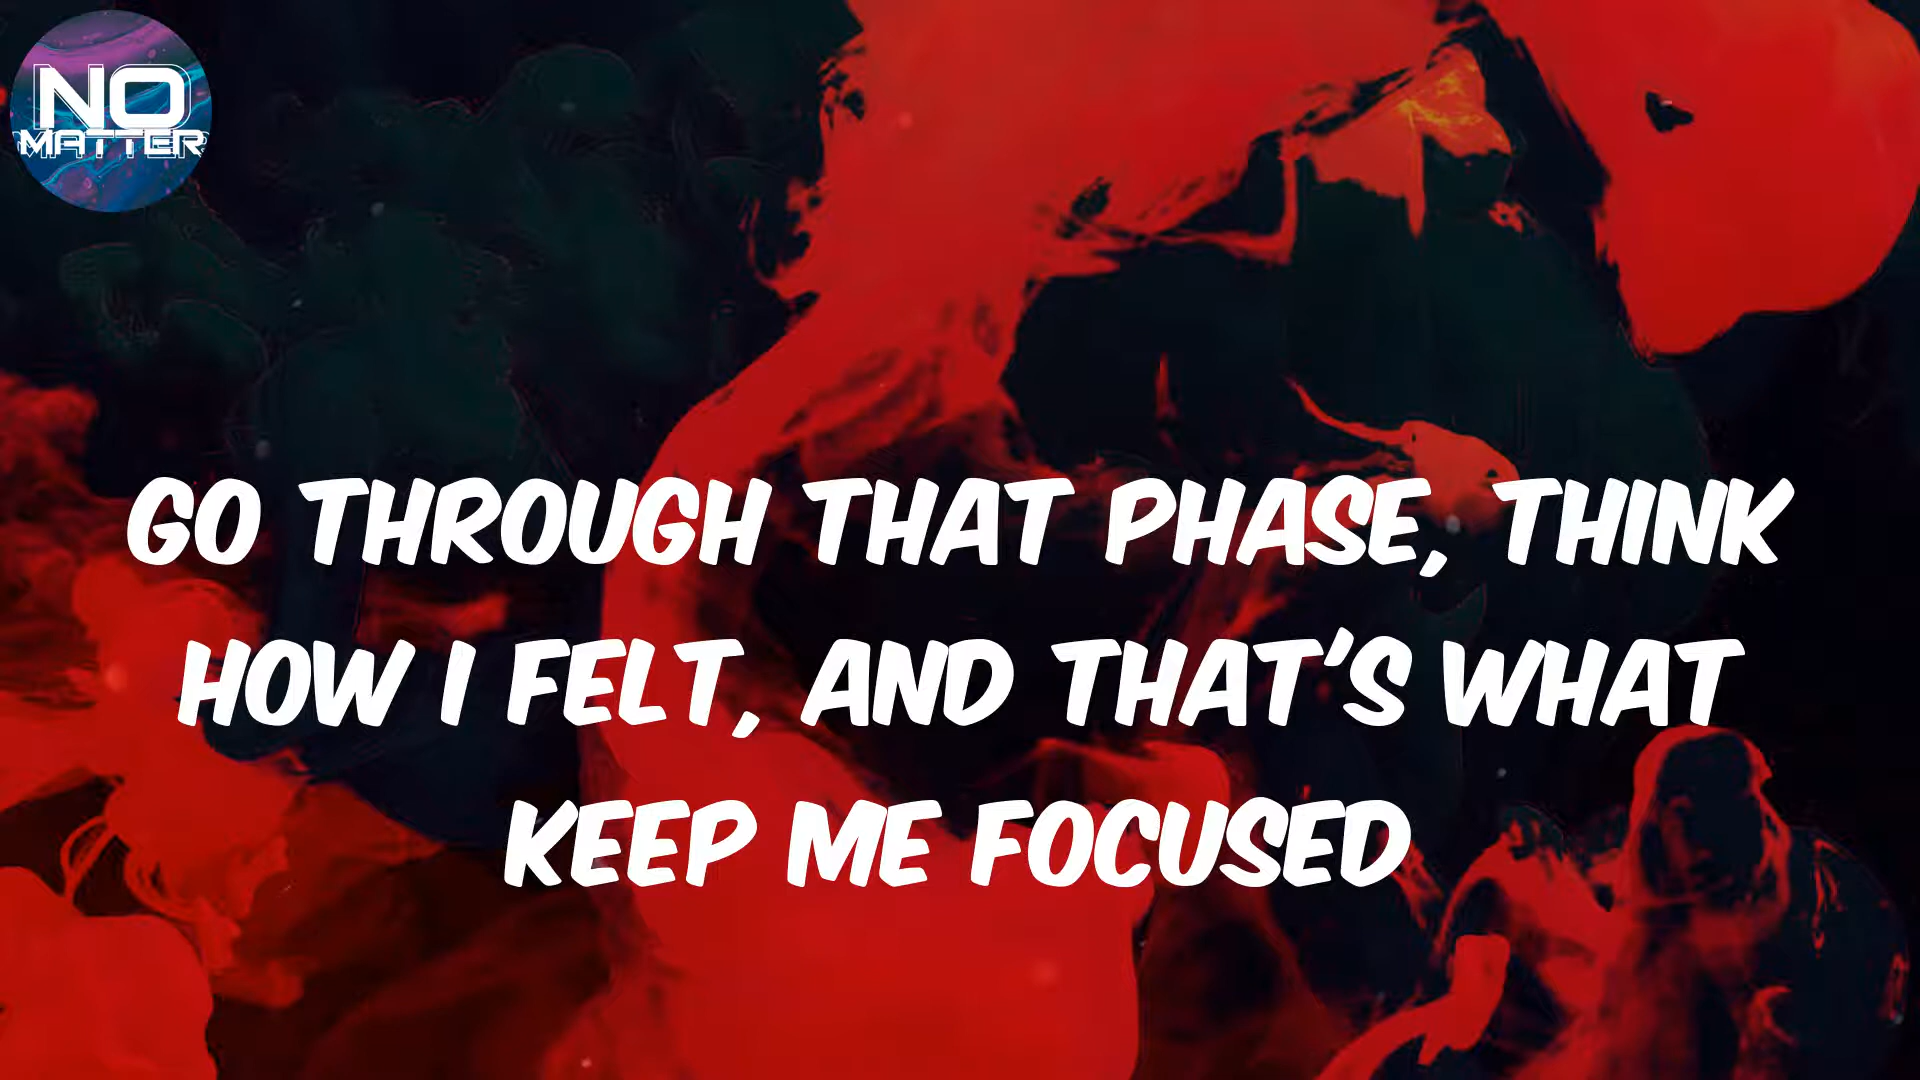 NO
MATTER
GO THROUGH THAT PHASE, THINK
HOW I FELT, AND THAT'S WHAT
KEEP ME FOCUSED